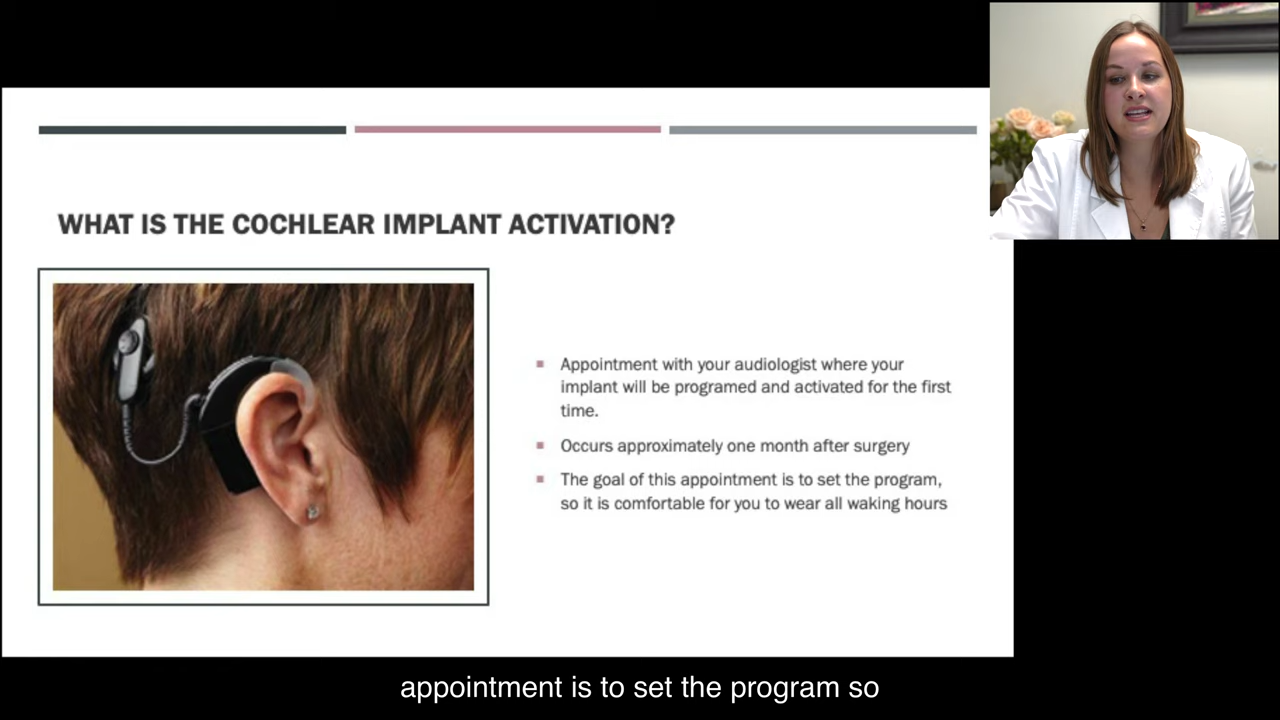 WHAT IS THE COCHLEAR IMPLANT ACTIVATION?
Appointment with your audiologist where your
implant will be programed and activated for the first
time.
Occurs approximately one month after surgery
The goal of this appointment is to set the program,
so it is comfortable for you to wear all waking hours
appointment is to set the program so